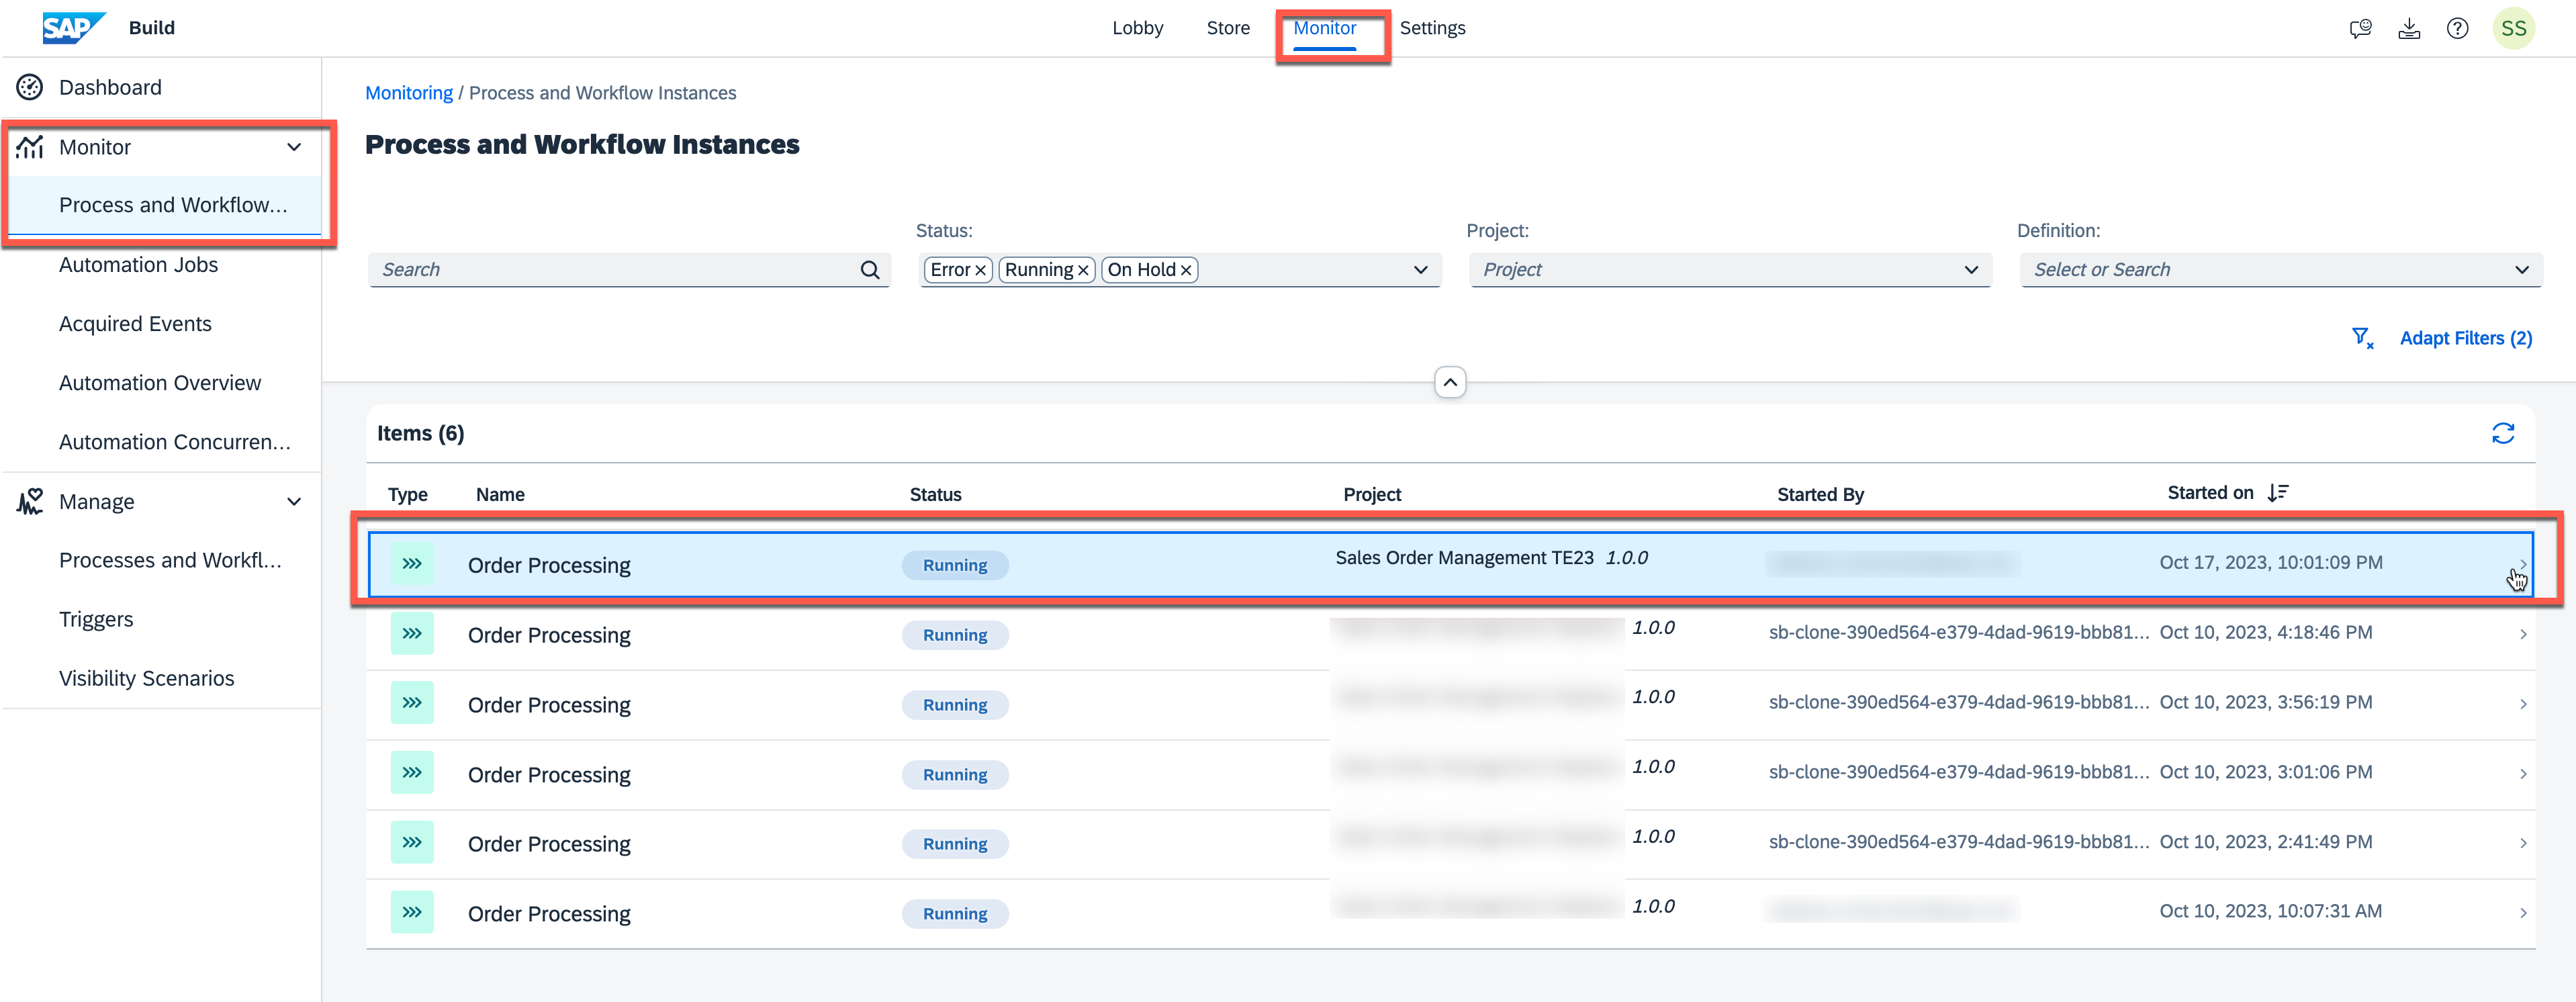 SAP Build
Lobby Store Monitor Settings
SS
Dashboard
Monitor
Process and Workflow...
Automation Jobs
Acquired Events
Automation Overview
Automation Concurren...
Manage
Processes and Workfl...
Triggers
Visibility Scenarios
Monitoring / Process and Workflow Instances
Process and Workflow Instances
Search
Status:
Error Running On Hold
Project:
Project
Definition:
Select or Search
Adapt Filters (2)
Items (6)
Type Name Status Project Started By Started on
Order Processing Running Sales Order Management TE23 1.0.0 Oct 17, 2023, 10:01:09 PM
Order Processing Running 1.0.0 sb-clone-390ed564-e379-4dad-9619-bbb81... Oct 10, 2023, 4:18:46 PM
Order Processing Running 1.0.0 sb-clone-390ed564-e379-4dad-9619-bbb81... Oct 10, 2023, 3:56:19 PM
Order Processing Running 1.0.0 sb-clone-390ed564-e379-4dad-9619-bbb81... Oct 10, 2023, 3:01:06 PM
Order Processing Running 1.0.0 sb-clone-390ed564-e379-4dad-9619-bbb81... Oct 10, 2023, 2:41:49 PM
Order Processing Running 1.0.0 Oct 10, 2023, 10:07:31 AM